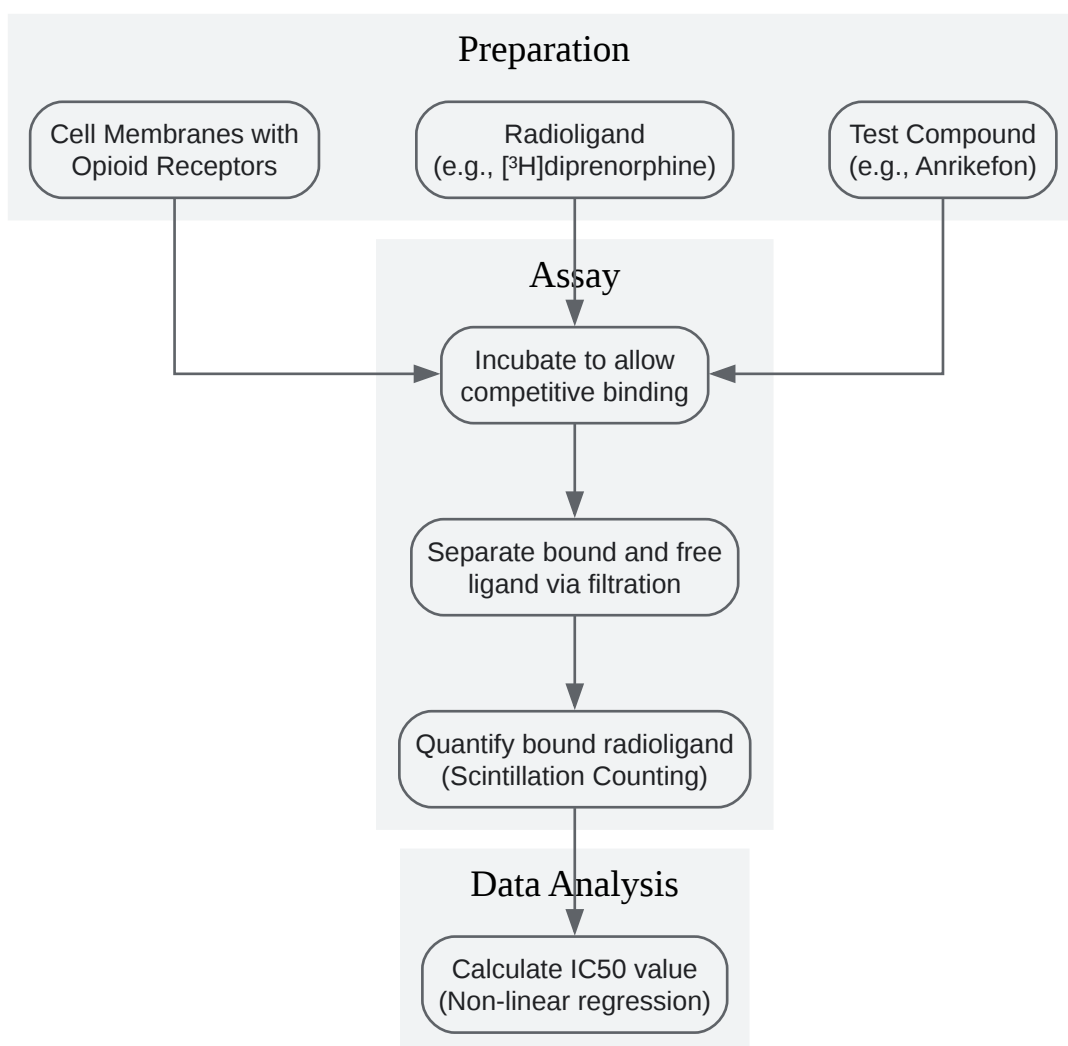 Preparation
Cell Membranes with
Opioid Receptors
Radioligand
(e.g., [³H]diprenorphine)
Test Compound
(e.g., Anrikefon)
Assay
Incubate to allow
competitive binding
Separate bound and free
ligand via filtration
Quantify bound radioligand
(Scintillation Counting)
Data Analysis
Calculate IC50 value
(Non-linear regression)